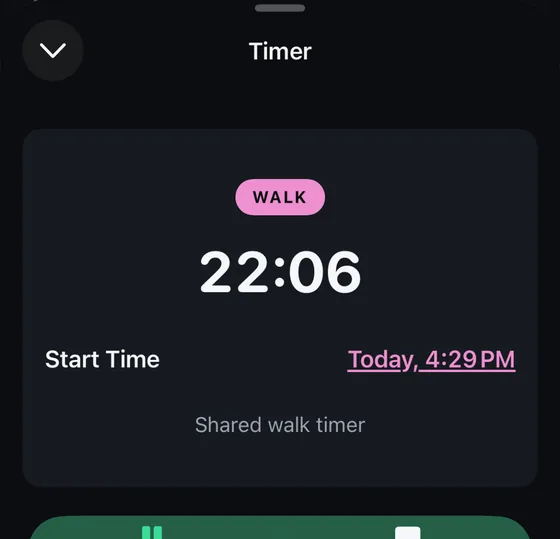 Timer
WALK
22:06
Start Time
Today, 4:29 PM
Shared walk timer